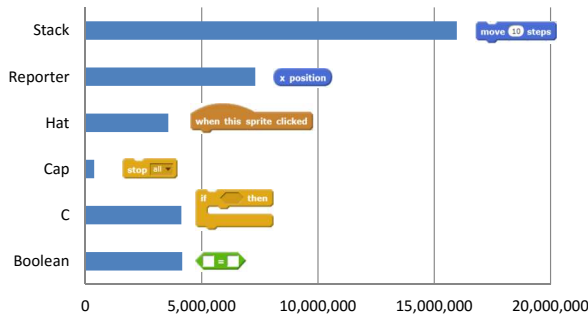 Stack
move 10 steps
Reporter
x position
Hat
when this sprite clicked
Cap
stop all
if then
C
Boolean
=
0 5,000,000 10,000,000 15,000,000 20,000,000